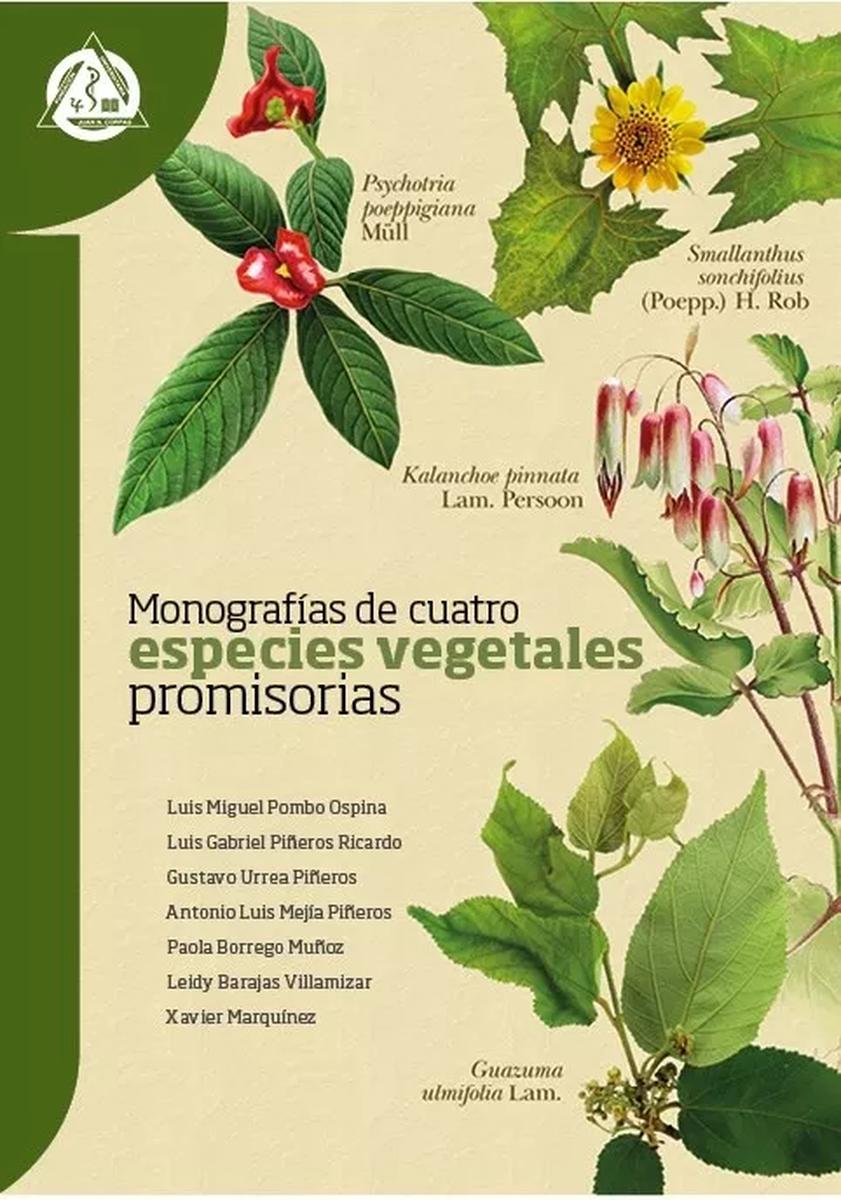 JUAN N. CORPAS
Psychotria
poeppigiana
Müll
Smallanthus
sonchifolius
(Poepp.) H. Rob
Kalanchoe pinnata
Lam. Persoon
Monografías de cuatro
especies vegetales
promisorias
Luis Miguel Pombo Ospina
Luis Gabriel Piñeros Ricardo
Gustavo Urrea Piñeros
Antonio Luis Mejía Piñeros
Paola Borrego Muñoz
Leidy Barajas Villamizar
Xavier Marquínez
Guazuma
ulmifolia Lam.